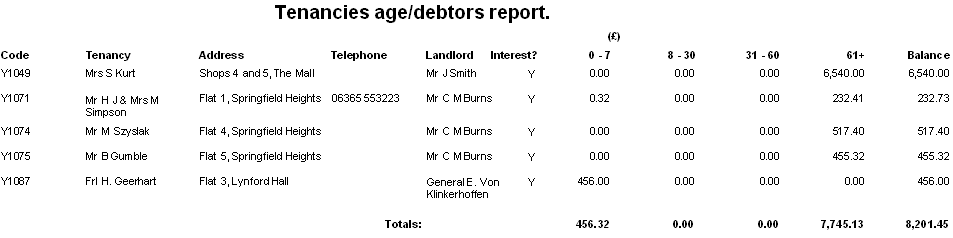 Tenancies age/debtors report.
(£)
Code Tenancy Address Telephone Landlord Interest? 0 - 7 8 - 30 31 - 60 61+ Balance
Y1049 Mrs S Kurt Shops 4 and 5, The Mall Mr J Smith Y 0.00 0.00 0.00 6,540.00 6,540.00
Y1071 Mr H J & Mrs M Flat 1, Springfield Heights 06365 553223 Mr C M Burns Y 0.32 0.00 0.00 232.41 232.73
Simpson
Y1074 Mr M Szyslak Flat 4, Springfield Heights Mr C M Burns Y 0.00 0.00 0.00 517.40 517.40
Y1075 Mr B Gumble Flat 5, Springfield Heights Mr C M Burns Y 0.00 0.00 0.00 455.32 455.32
Y1087 Frl H. Geerhart Flat 3, Lynford Hall General E. Von Y 456.00 0.00 0.00 0.00 456.00
Klinkerhoffen
Totals: 456.32 0.00 0.00 7,745.13 8,201.45